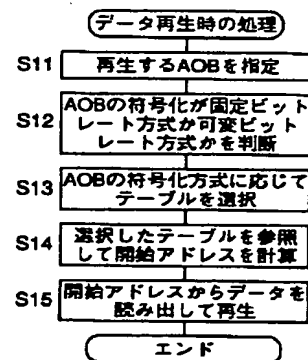 データ再生時の処理
S11
再生するAOBを指定
S12
AOBの符号化が固定ビット
レート方式か可変ビット
レート方式かを判断
S13
AOBの符号化方式に応じて
テーブルを選択
S14
選択したテーブルを参照
して開始アドレスを計算
S15
開始アドレスからデータを
読み出して再生
エンド